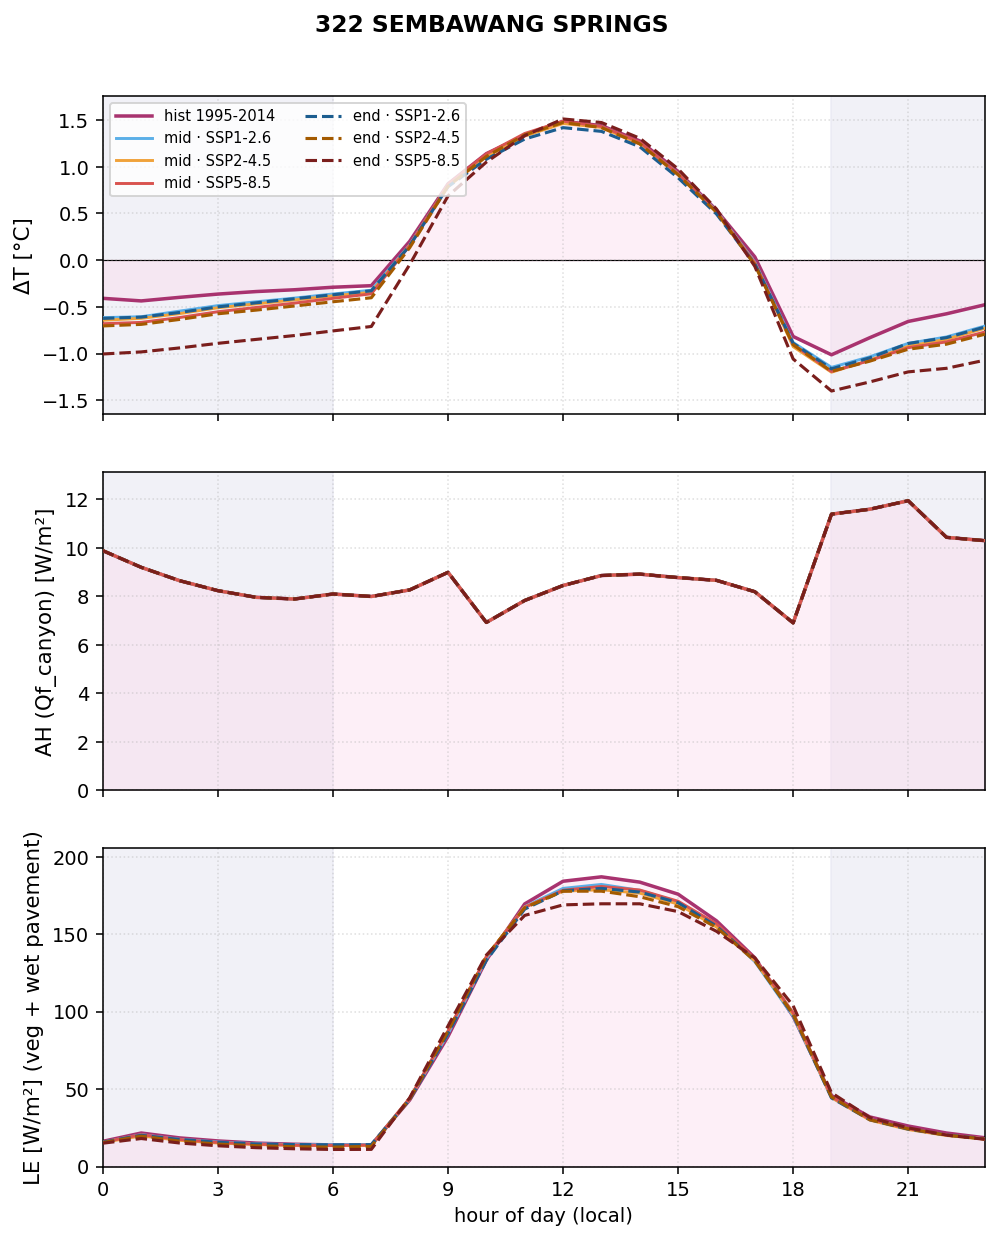 322 SEMBAWANG SPRINGS
hist 1995-2014
mid · SSP1-2.6
mid · SSP2-4.5
mid · SSP5-8.5
end · SSP1-2.6
end · SSP2-4.5
end · SSP5-8.5
ΔT [°C]
1.5
1.0
0.5
0.0
−0.5
−1.0
−1.5
AH (Qf_canyon) [W/m²]
12
10
8
6
4
2
0
LE [W/m²] (veg + wet pavement)
200
150
100
50
0
0 3 6 9 12 15 18 21
hour of day (local)